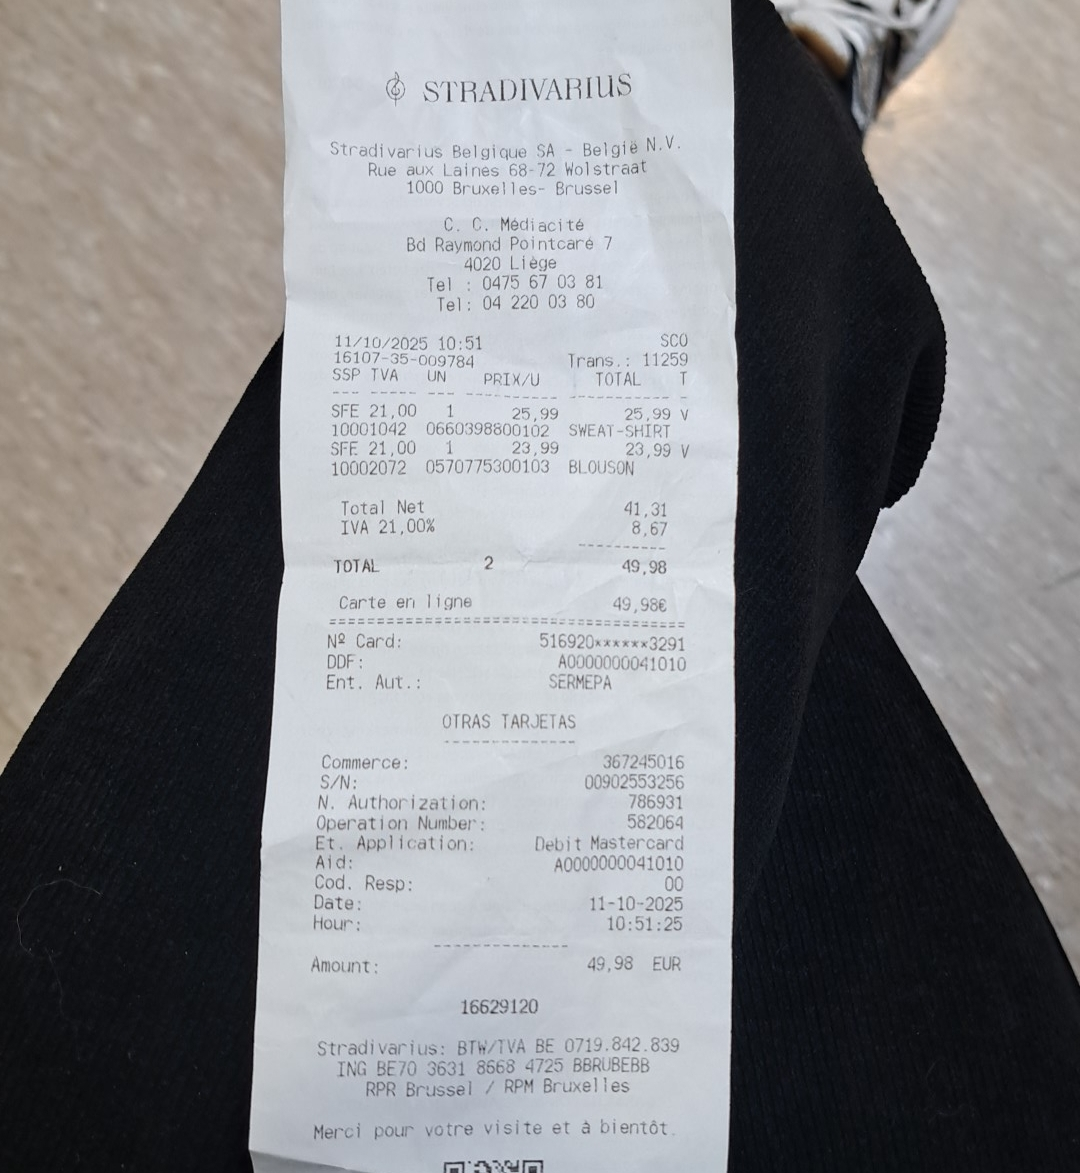 STRADIVARIUS
Stradivarius Belgique SA - België N.V.
Rue aux Laines 68-72 Wolstraat
1000 Bruxelles- Brussel
C. C. Médiacité
Bd Raymond Pointcaré 7
4020 Liège
Tel : 0475 67 03 81
Tel: 04 220 03 80
11/10/2025 10:51 SCO
16107-35-009784 Trans.: 11259
SSP TVA UN PRIX/U TOTAL T
SFE 21,00 1 25,99 25,99 V
10001042 0660398800102 SWEAT-SHIRT
SFE 21,00 1 23,99 23,99 V
10002072 0570775300103 BLOUSON
Total Net 41,31
IVA 21,00% 8,67
TOTAL 2 49,98
Carte en ligne 49,98€
Nº Card: 516920******3291
DDF: A0000000041010
Ent. Aut.: SERMEPA
OTRAS TARJETAS
Commerce: 367245016
S/N: 00902553256
N. Authorization: 786931
Operation Number: 582064
Et. Application: Debit Mastercard
Aid: A0000000041010
Cod. Resp: 00
Date: 11-10-2025
Hour: 10:51:25
Amount: 49,98 EUR
16629120
Stradivarius: BTW/TVA BE 0719.842.839
ING BE70 3631 8668 4725 BBRUBEBB
RPR Brussel / RPM Bruxelles
Merci pour votre visite et à bientôt.